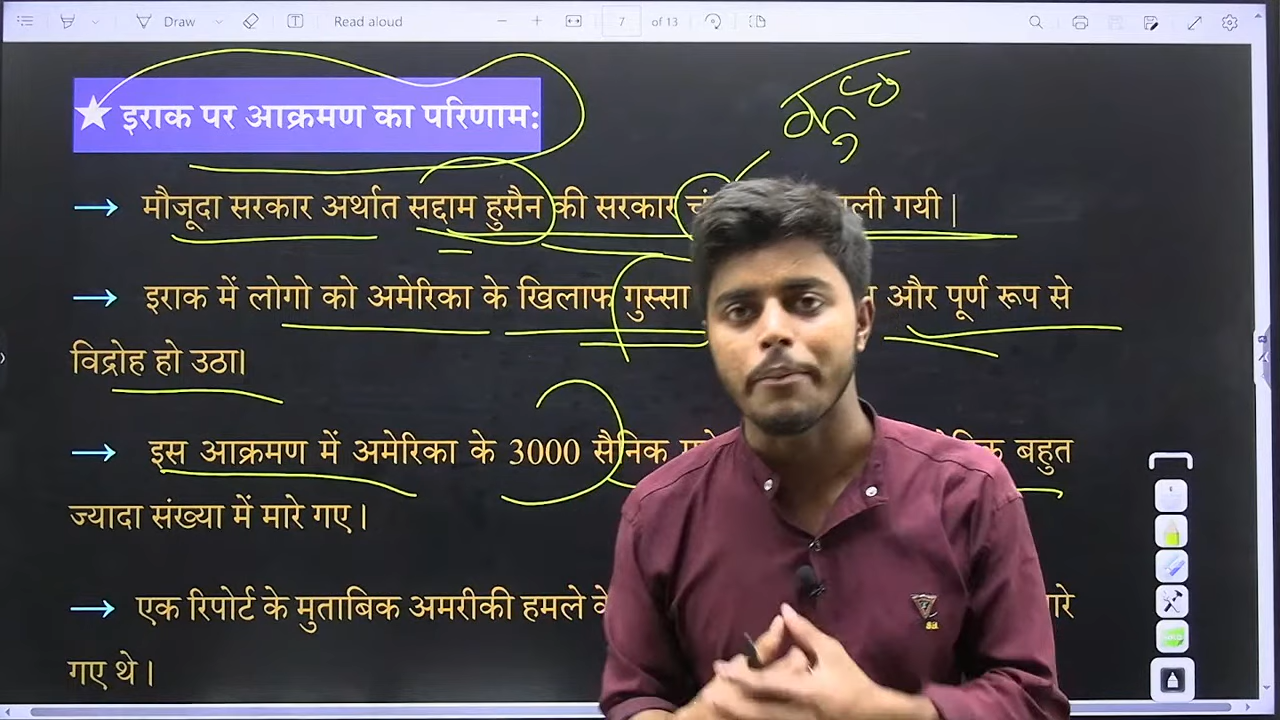 Draw
Read aloud
7 of 13
इराक पर आक्रमण का परिणाम:
मौजूदा सरकार अर्थात सद्दाम हुसैन की सरकार चली गयी |
इराक में लोगो को अमेरिका के खिलाफ गुस्सा और पूर्ण रूप से
विद्रोह हो उठा।
इस आक्रमण में अमेरिका के 3000 सैनिक बहुत
ज्यादा संख्या में मारे गए।
एक रिपोर्ट के मुताबिक अमरीकी हमले के
गए थे।